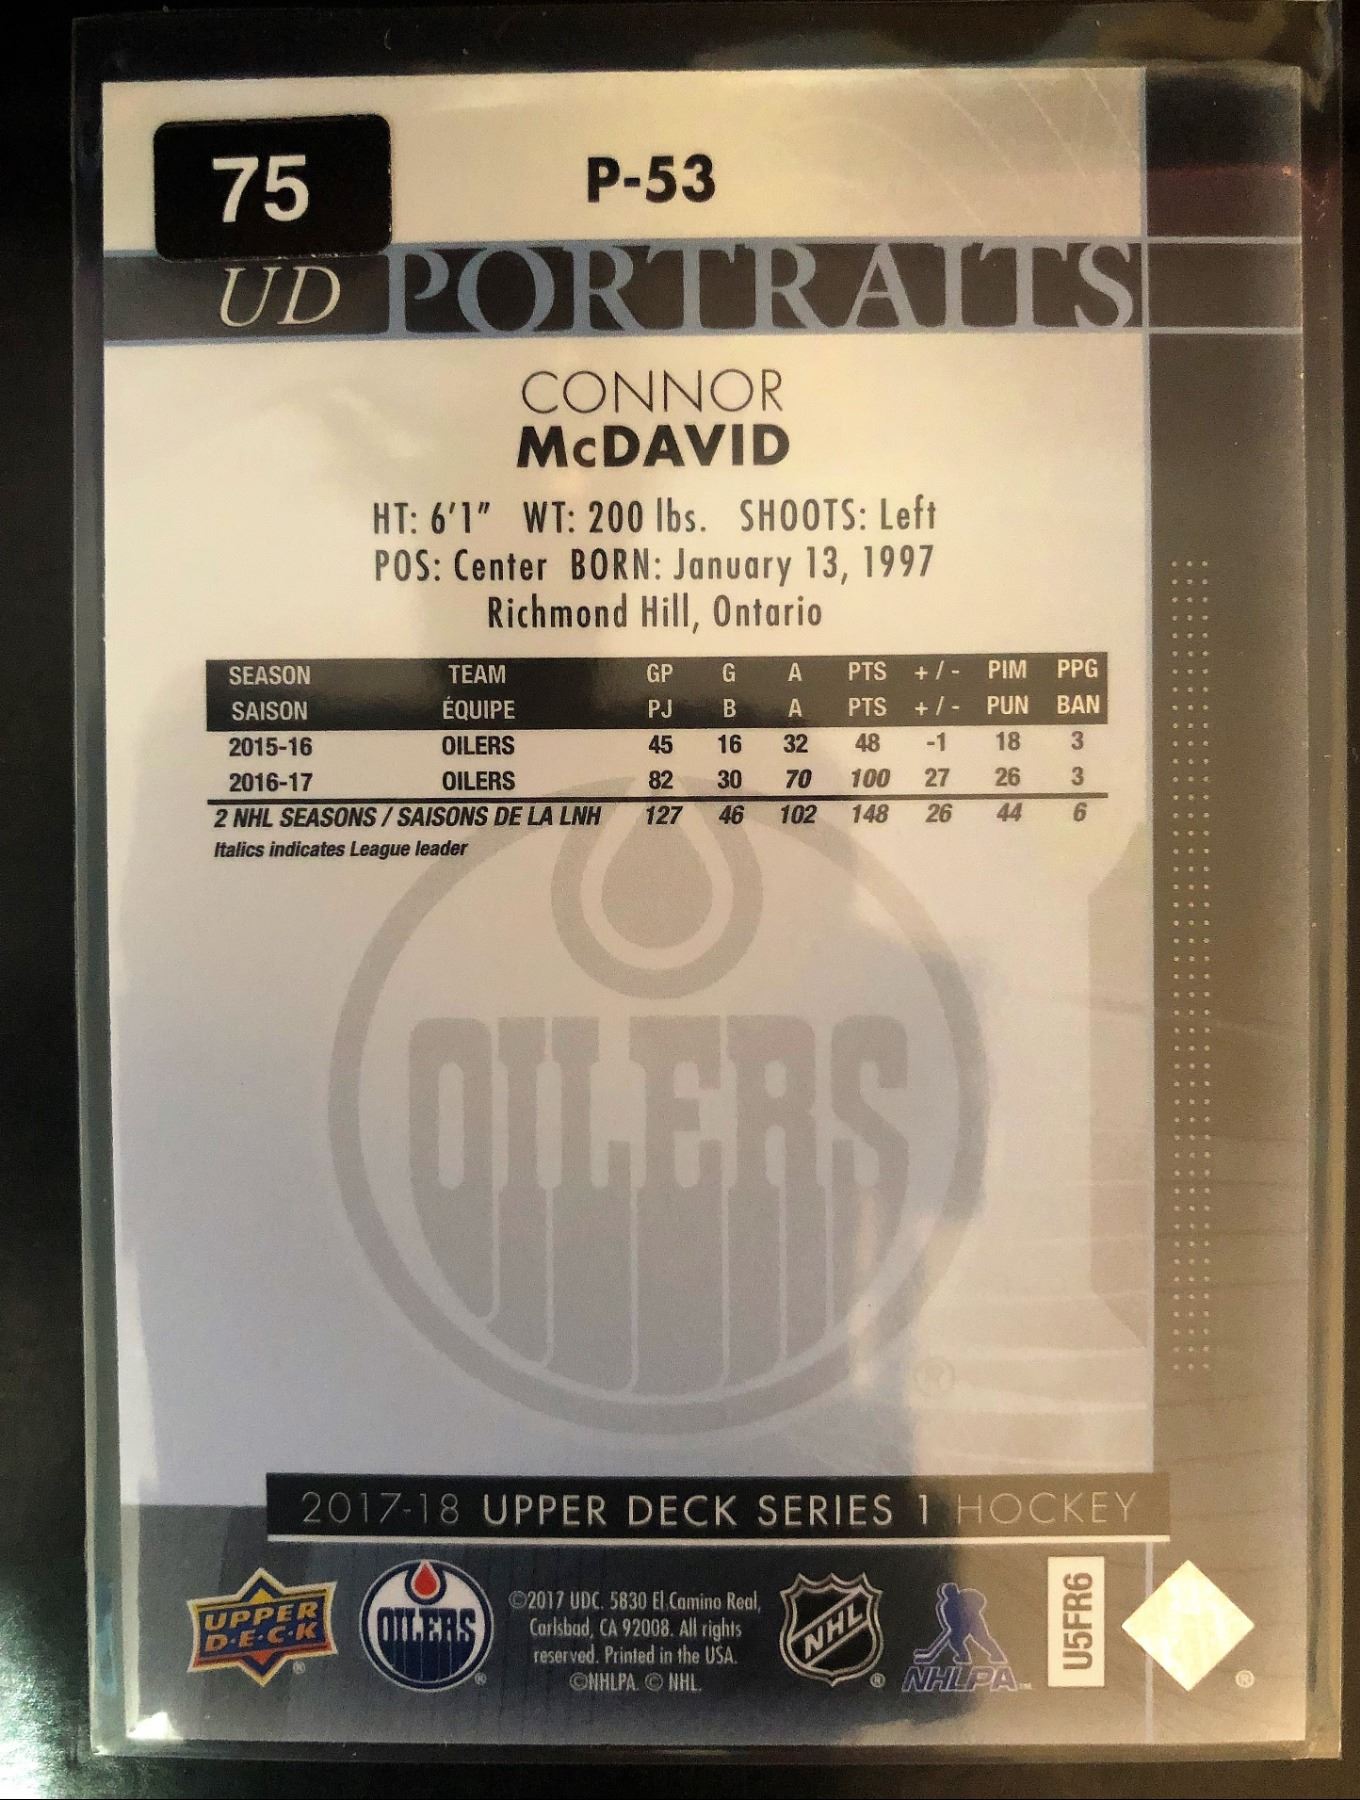 75
P-53
UD PORTRAITS
CONNOR
McDAVID
HT: 6'1" WT: 200 lbs. SHOOTS: Left
POS: Center BORN: January 13, 1997
Richmond Hill, Ontario
SEASON TEAM GP G A PTS +/- PIM PPG
SAISON ÉQUIPE PJ B A PTS +/- PUN BAN
2015-16 OILERS 45 16 32 48 -1 18 3
2016-17 OILERS 82 30 70 100 27 26 3
2 NHL SEASONS / SAISONS DE LA LNH 127 46 102 148 26 44 6
Italics indicates League leader
OILERS
®
2017-18 UPPER DECK SERIES 1 HOCKEY
UPPER
D·E·C·K
®
OILERS
®
©2017 UDC. 5830 El Camino Real,
Carlsbad, CA 92008. All rights
reserved. Printed in the USA.
©NHLPA. © NHL.
NHL
®
NHLPA™
U5FR6
®